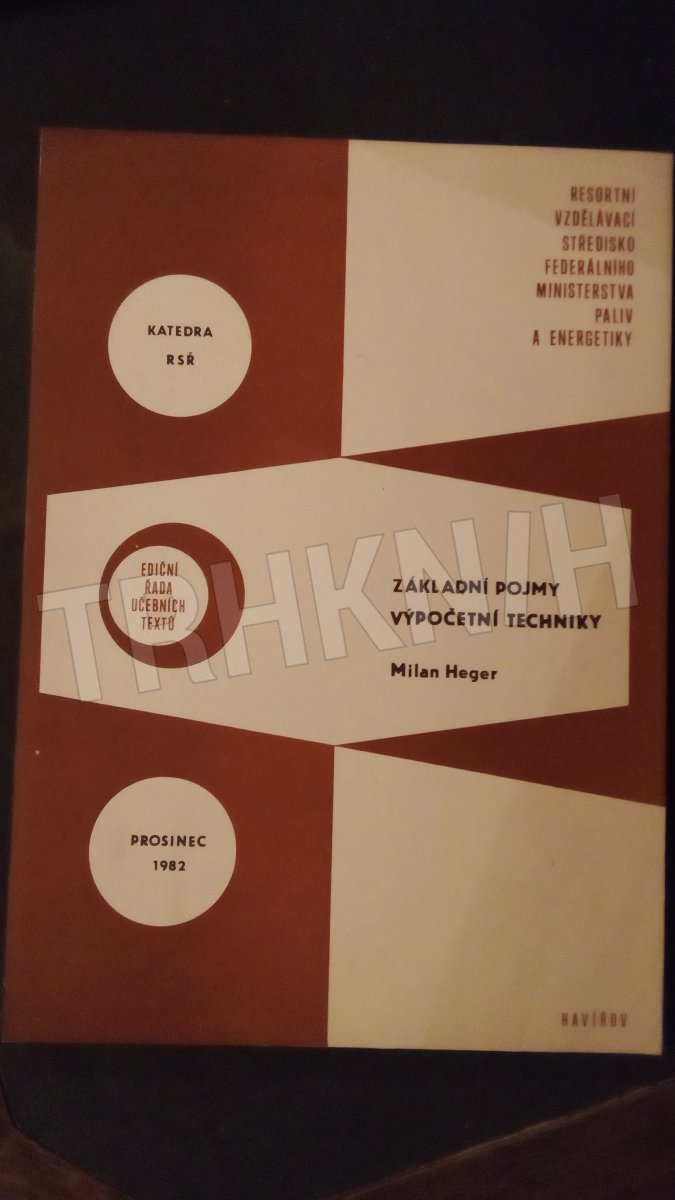 RESORTNÍ
VZDĚLÁVACÍ
STŘEDISKO
FEDERÁLNÍHO
MINISTERSTVA
PALIV
A ENERGETIKY
KATEDRA
RSŘ
EDIČNÍ
ŘADA
UČEBNÍCH
TEXTŮ
ZÁKLADNÍ POJMY
VÝPOČETNÍ TECHNIKY
Milan Heger
PROSINEC
1982
HAVÍŘOV
TRHKNIH